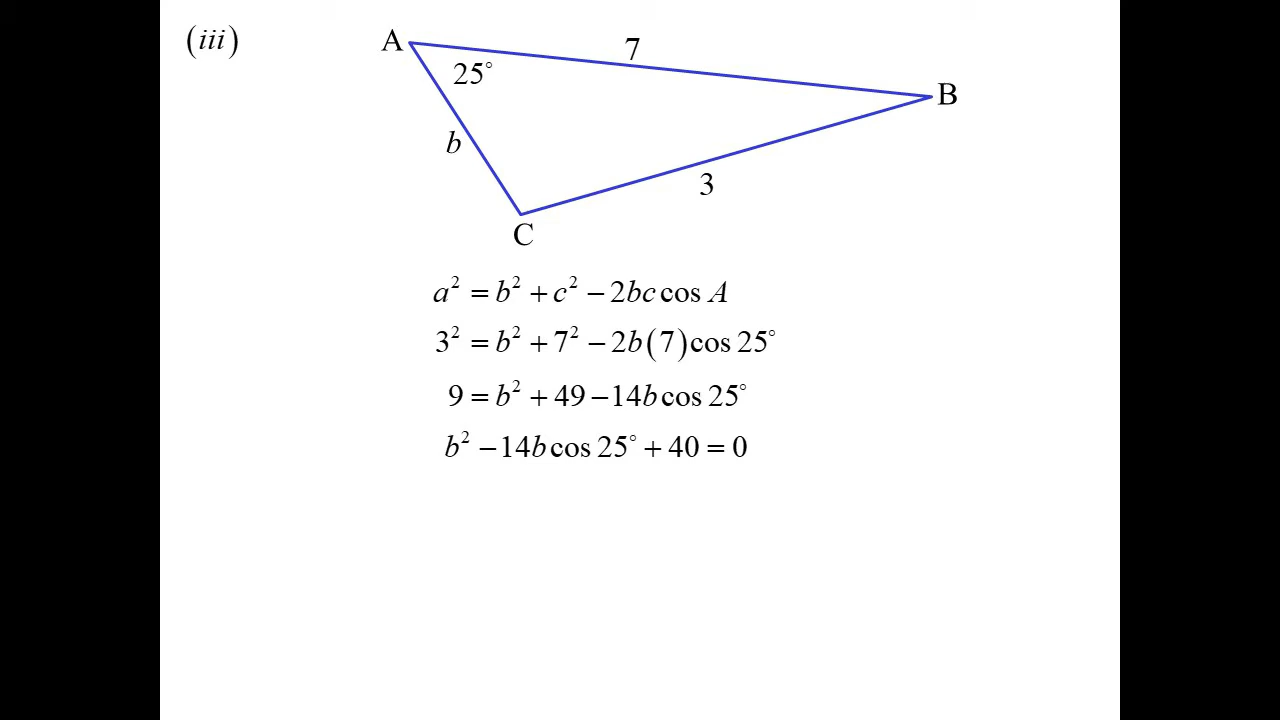 (iii)
A
7
25°
B
b
3
C
a² = b² + c² − 2bc cos A
3² = b² + 7² − 2b(7)cos 25°
9 = b² + 49 − 14b cos 25°
b² − 14b cos 25° + 40 = 0